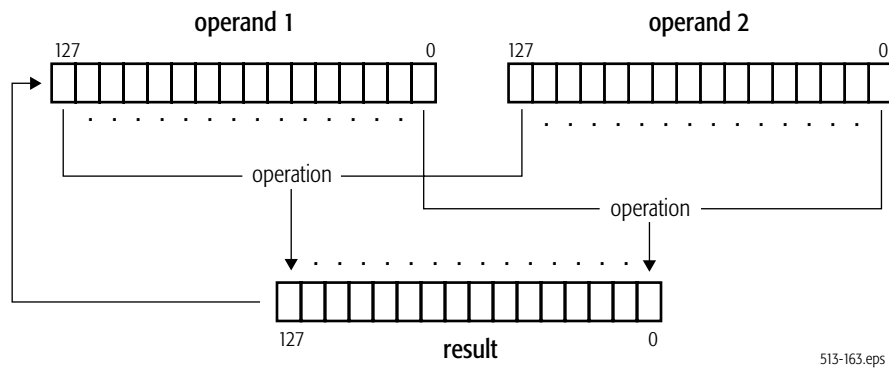 operand 1
operand 2
127
0
127
0
. . . . . . . . . . . . . .
. . . . . . . . . . . . . .
operation
operation
. . . . . . . . . . . . . .
127
0
result
513-163.eps